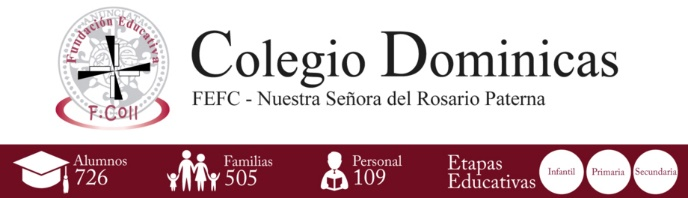 ANUNCIATA
Fundación Educativa
F.Coll
Colegio Dominicas
FEFC - Nuestra Señora del Rosario Paterna
Alumnos
726
Familias
505
Personal
109
Etapas
Educativas
Infantil
Primaria
Secundaria